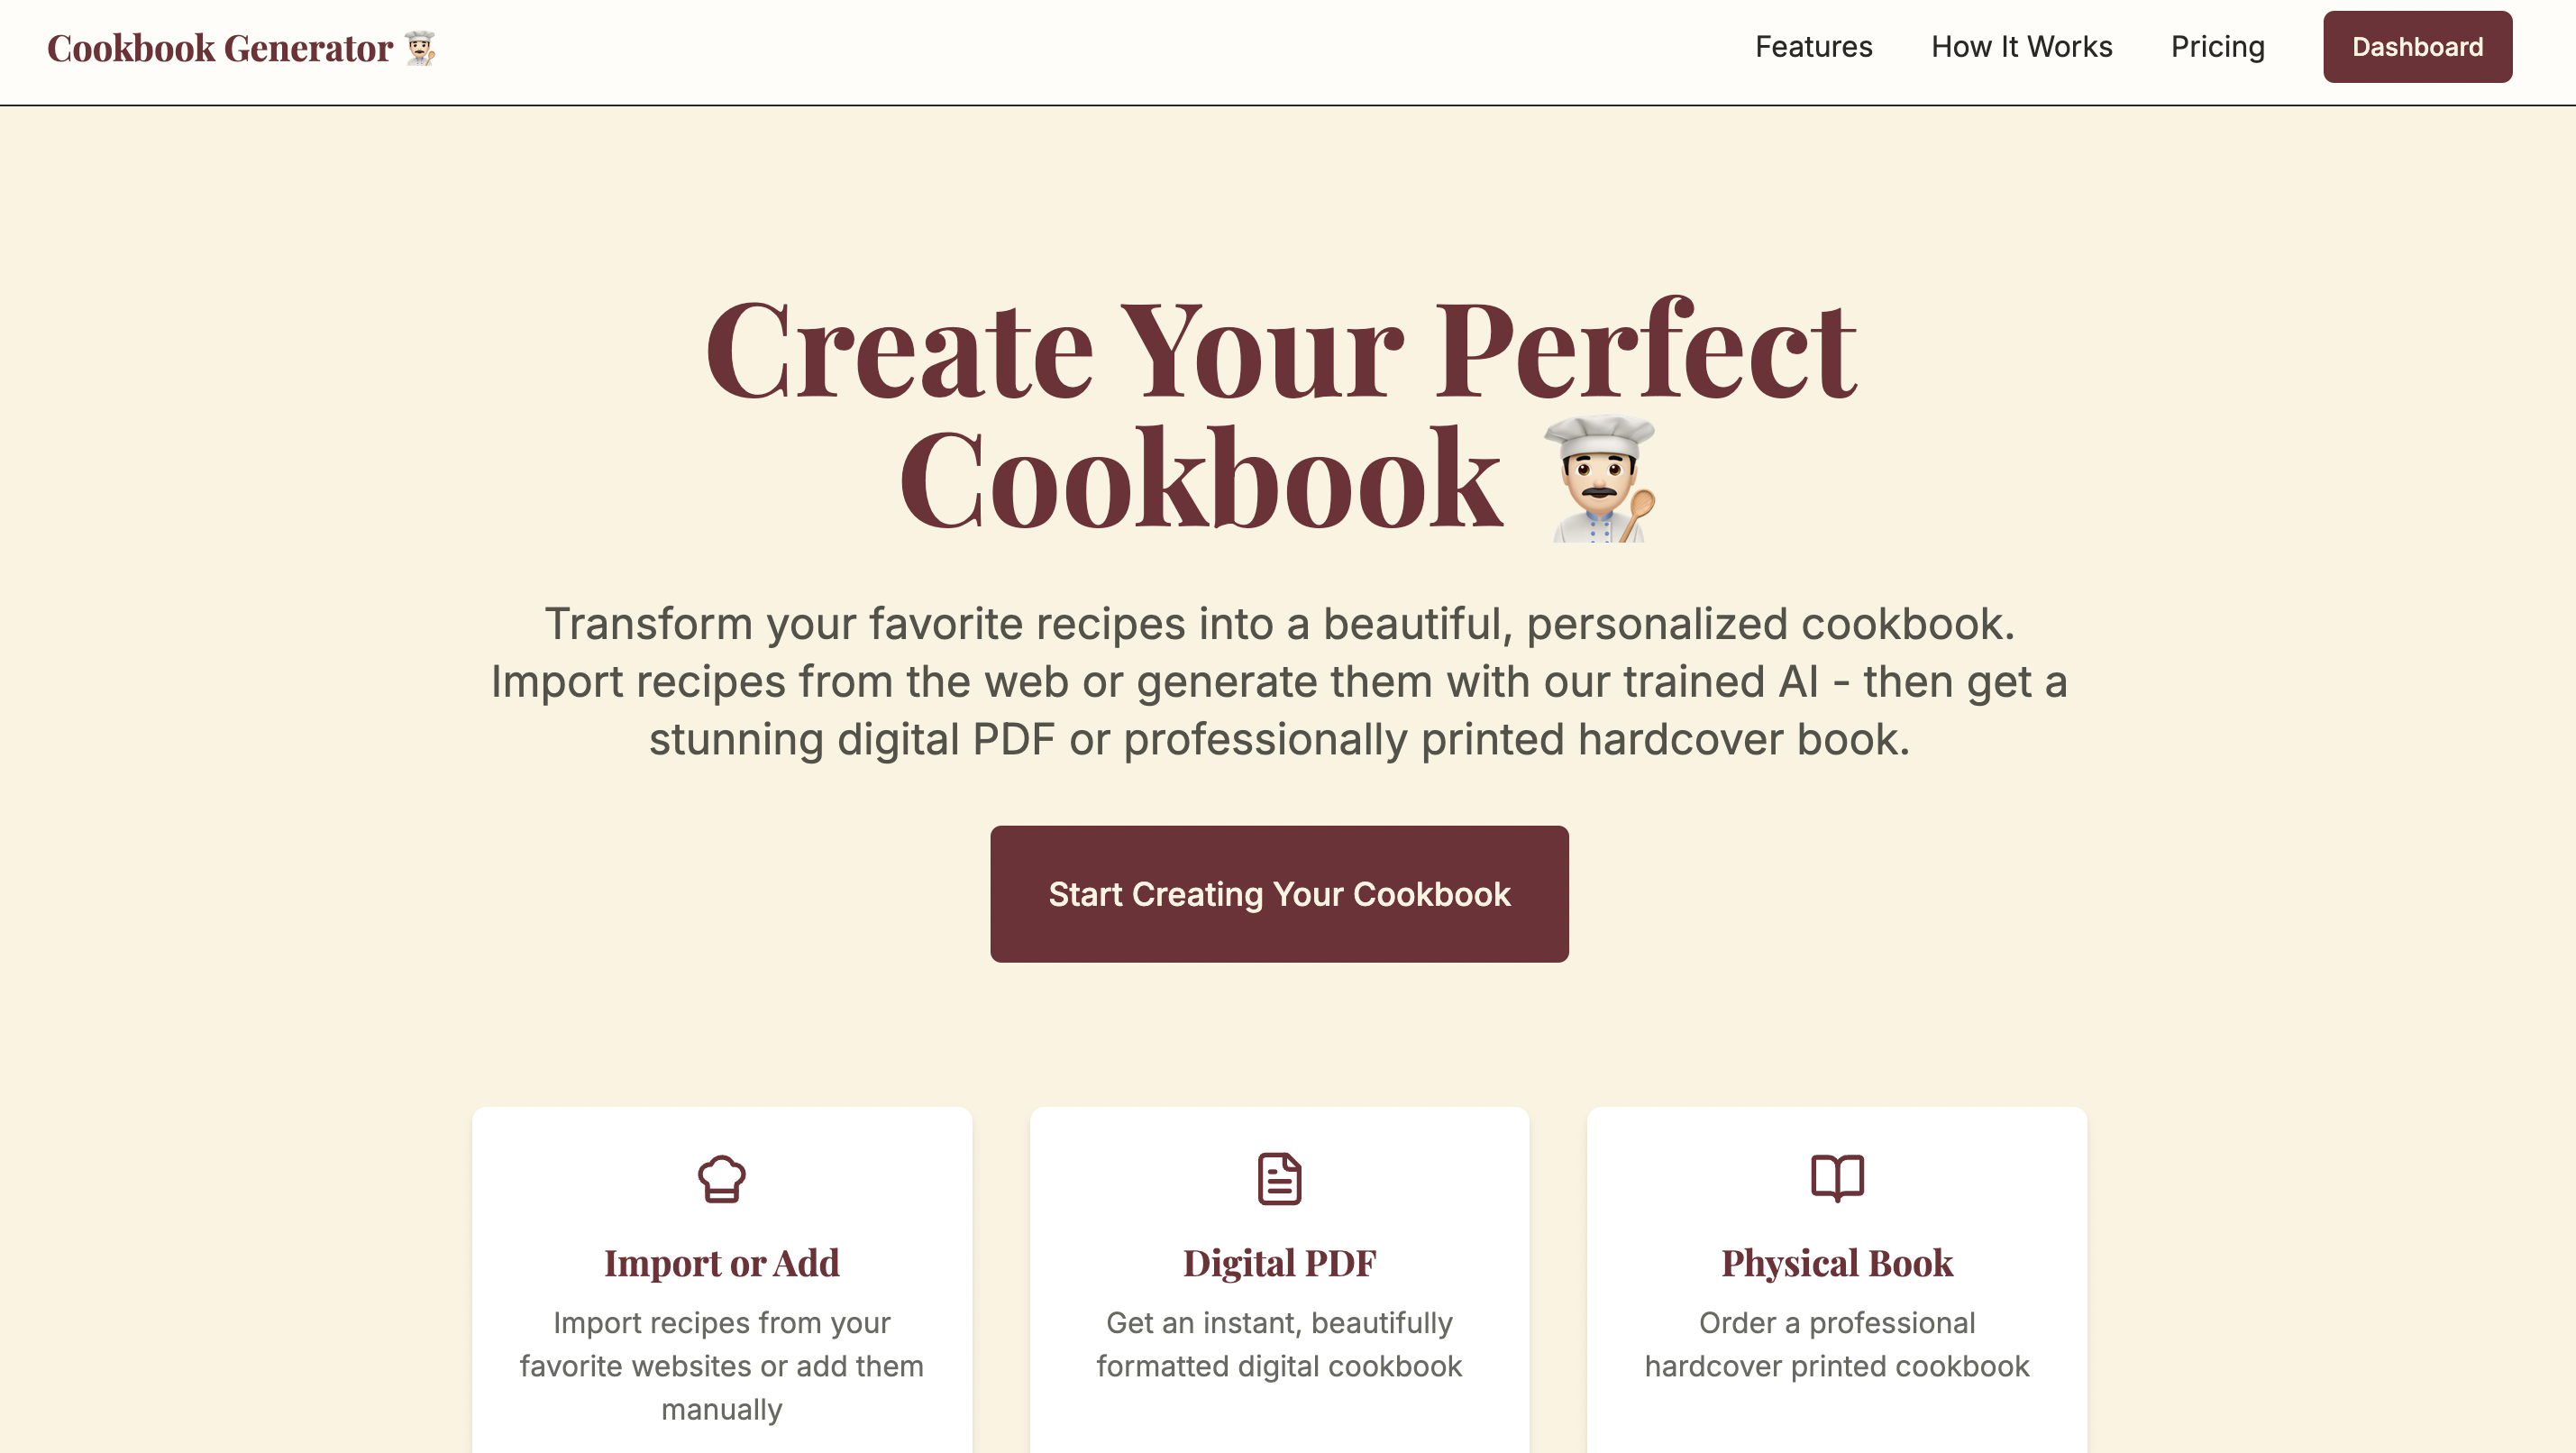 Cookbook Generator 👨🏻‍🍳
Features
How It Works
Pricing
Dashboard
Create Your Perfect
Cookbook 👨🏻‍🍳
Transform your favorite recipes into a beautiful, personalized cookbook.
Import recipes from the web or generate them with our trained AI - then get a
stunning digital PDF or professionally printed hardcover book.
Start Creating Your Cookbook
Import or Add
Import recipes from your
favorite websites or add them
manually
Digital PDF
Get an instant, beautifully
formatted digital cookbook
Physical Book
Order a professional
hardcover printed cookbook